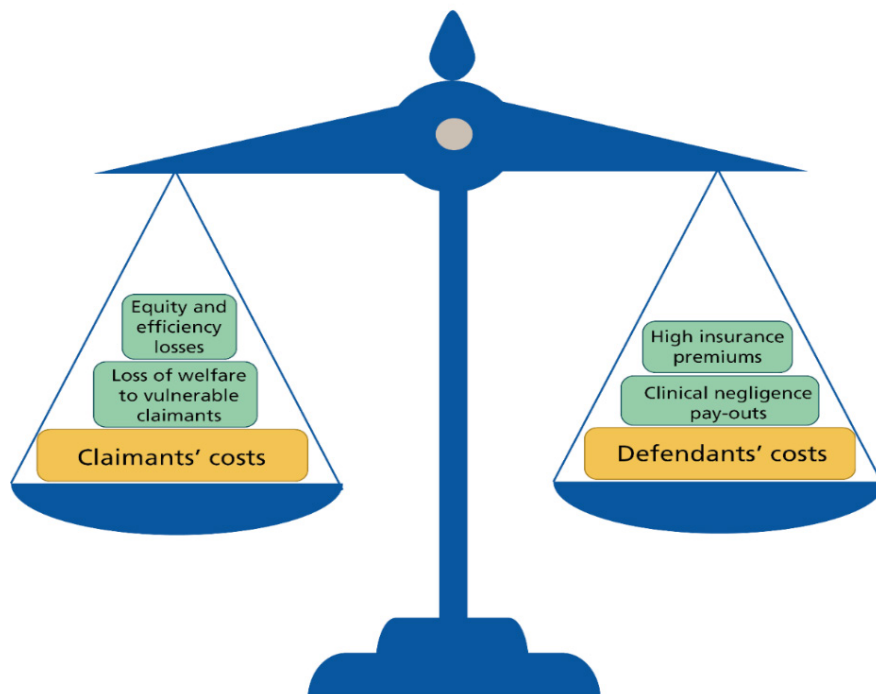 Equity and
efficiency
losses
Loss of welfare
to vulnerable
claimants
Claimants’ costs
High insurance
premiums
Clinical negligence
pay-outs
Defendants’ costs